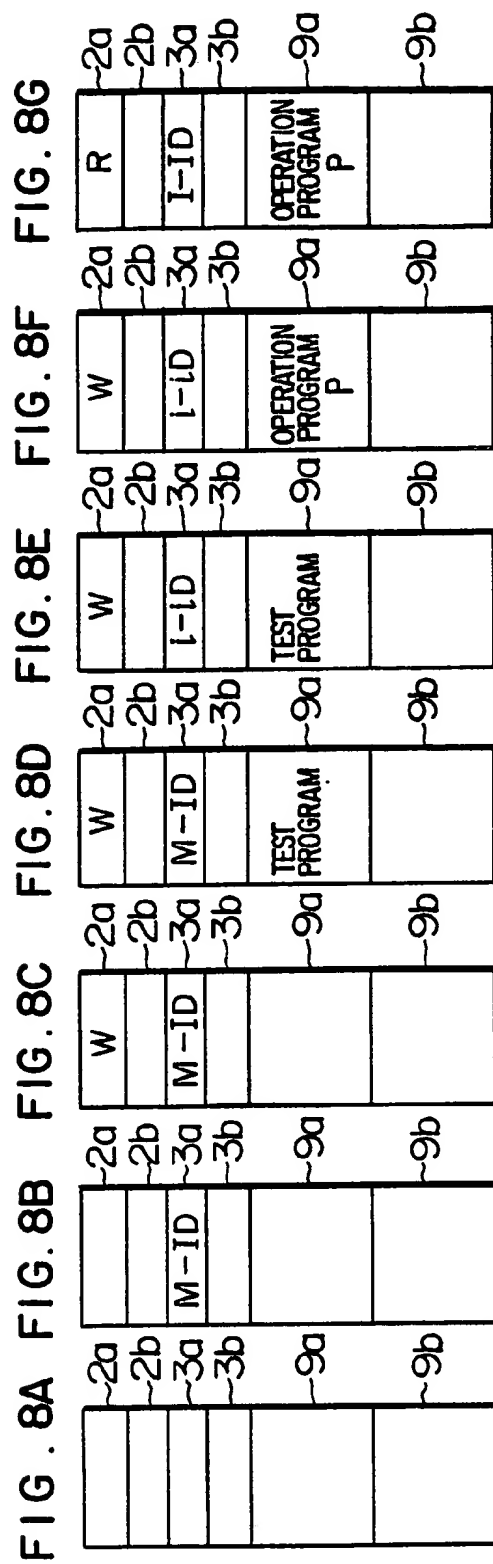 FIG. 8A
2a
2b
3a
3b
9a
9b
FIG. 8B
2a
2b
M-ID
3a
3b
9a
9b
FIG. 8C
W
2a
2b
M-ID
3a
3b
9a
9b
FIG. 8D
W
2a
2b
M-ID
3a
3b
TEST
PROGRAM
9a
9b
FIG. 8E
W
2a
2b
i-iD
3a
3b
TEST
PROGRAM
9a
9b
FIG. 8F
W
2a
2b
i-iD
3a
3b
OPERATION
PROGRAM
P
9a
9b
FIG. 8G
R
2a
2b
I-ID
3a
3b
OPERATION
PROGRAM
P
9a
9b